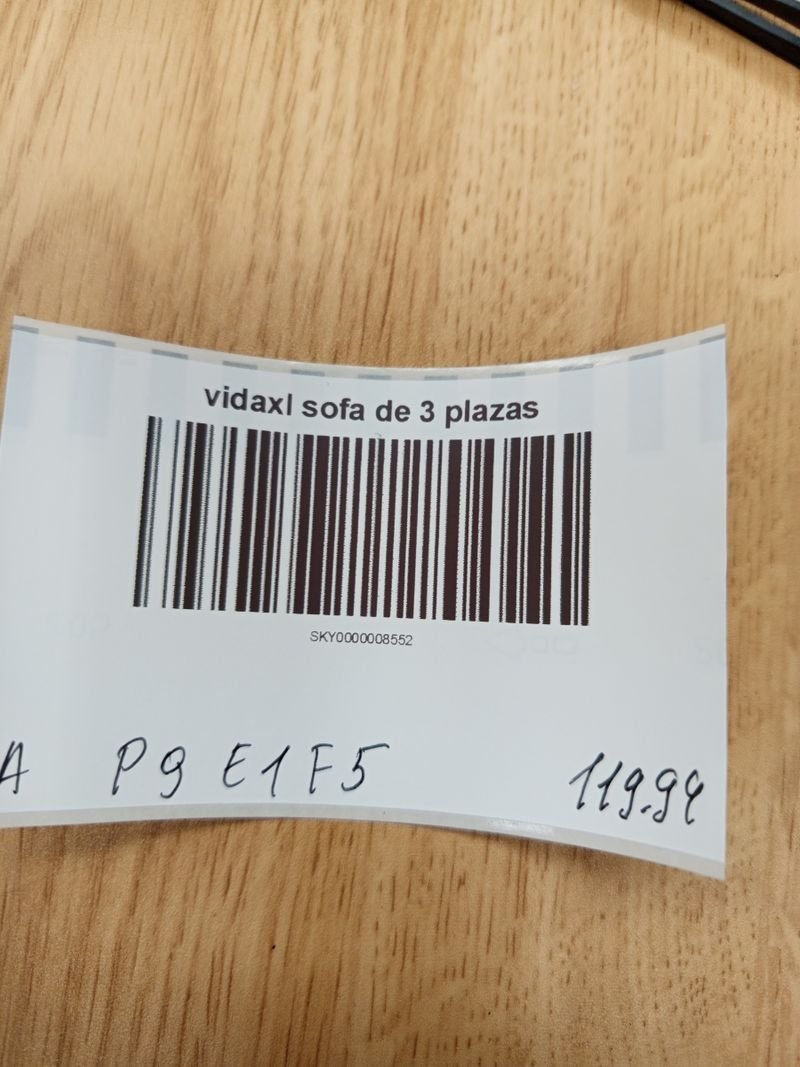 vidaxl sofa de 3 plazas
SKY0000008552
A P9 E1F5 119.99